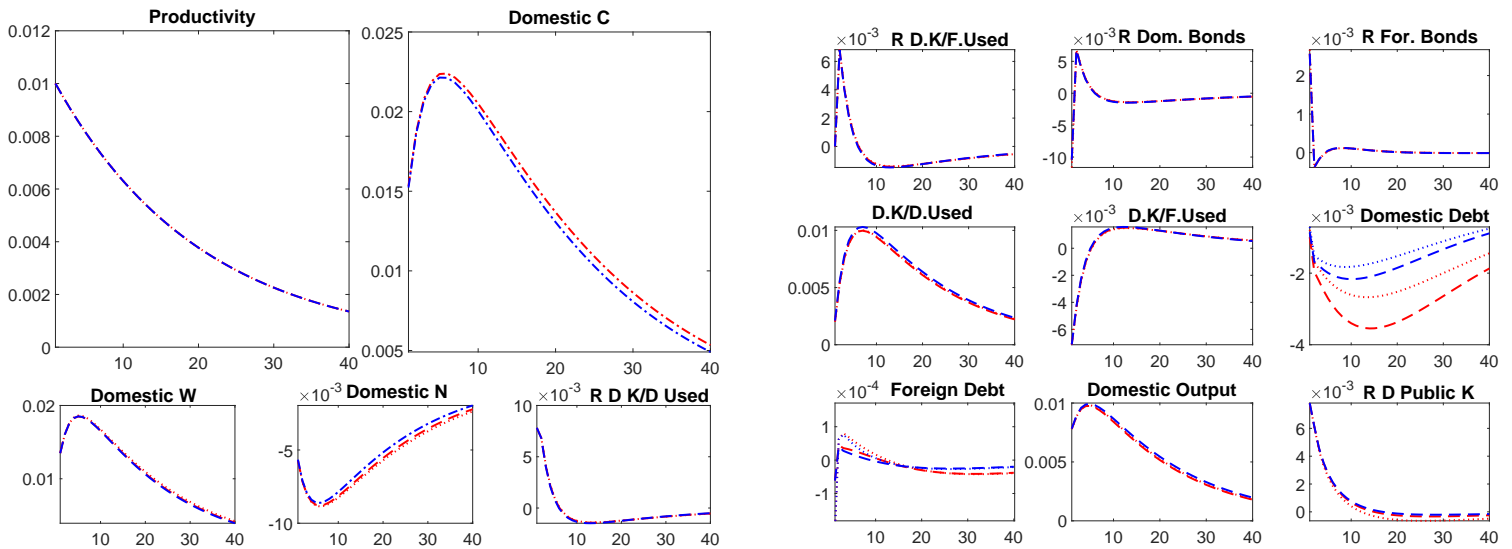 Productivity
0.012
0.01
0.008
0.006
0.004
0.002
0
10 20 30 40
Domestic C
0.025
0.02
0.015
0.01
0.005
10 20 30 40
Domestic W
0.02
0.01
10 20 30 40
×10⁻³ Domestic N
-5
-10
10 20 30 40
×10⁻³ R D K/D Used
10
5
0
10 20 30 40
×10⁻³ R D.K/F.Used
6
4
2
0
10 20 30 40
×10⁻³ R Dom. Bonds
5
0
-5
-10
10 20 30 40
×10⁻³ R For. Bonds
2
1
0
10 20 30 40
D.K/D.Used
0.01
0.005
0
10 20 30 40
×10⁻³ D.K/F.Used
0
-2
-4
-6
10 20 30 40
×10⁻³ Domestic Debt
-2
-4
10 20 30 40
×10⁻⁴ Foreign Debt
1
0
-1
10 20 30 40
Domestic Output
0.01
0.005
0
10 20 30 40
×10⁻³ R D Public K
6
4
2
0
10 20 30 40